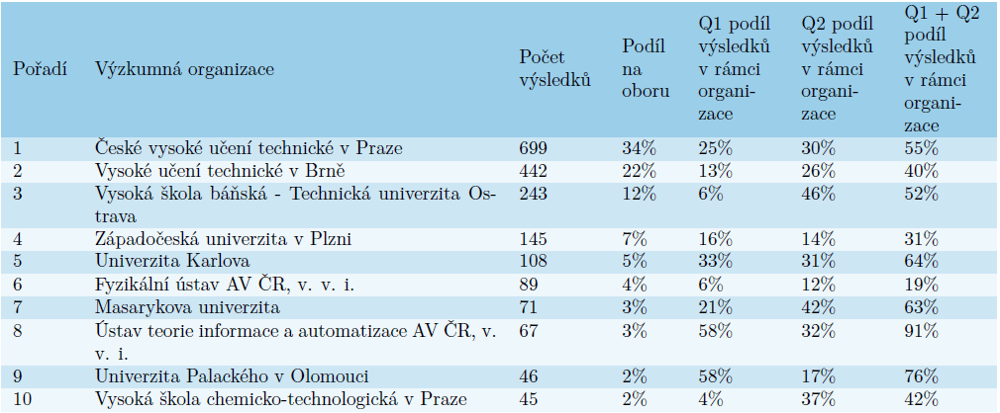 Pořadí Výzkumná organizace Počet výsledků Podíl na oboru Q1 podíl výsledků v rámci organi-zace Q2 podíl výsledků v rámci organi-zace Q1 + Q2 podíl výsledků v rámci organi-zace
1 České vysoké učení technické v Praze 699 34% 25% 30% 55%
2 Vysoké učení technické v Brně 442 22% 13% 26% 40%
3 Vysoká škola báňská - Technická univerzita Os- 243 12% 6% 46% 52%
trava
4 Západočeská univerzita v Plzni 145 7% 16% 14% 31%
5 Univerzita Karlova 108 5% 33% 31% 64%
6 Fyzikální ústav AV ČR, v. v. i. 89 4% 6% 12% 19%
7 Masarykova univerzita 71 3% 21% 42% 63%
8 Ústav teorie informace a automatizace AV ČR, v. 67 3% 58% 32% 91%
v. i.
9 Univerzita Palackého v Olomouci 46 2% 58% 17% 76%
10 Vysoká škola chemicko-technologická v Praze 45 2% 4% 37% 42%